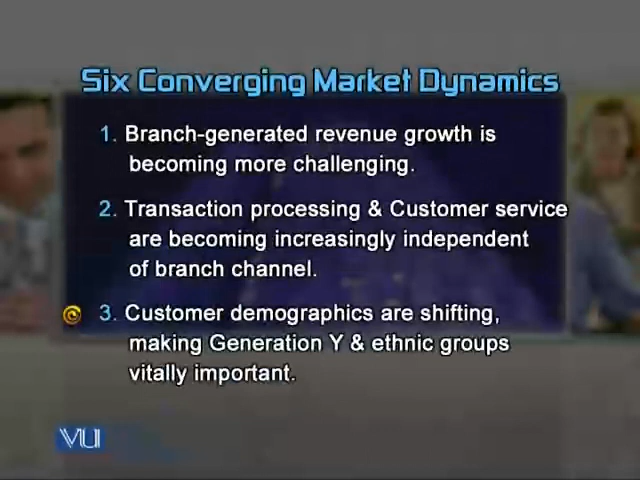 Six Converging Market Dynamics
1. Branch-generated revenue growth is
becoming more challenging.
2. Transaction processing & Customer service
are becoming increasingly independent
of branch channel.
3. Customer demographics are shifting,
making Generation Y & ethnic groups
vitally important.
VU